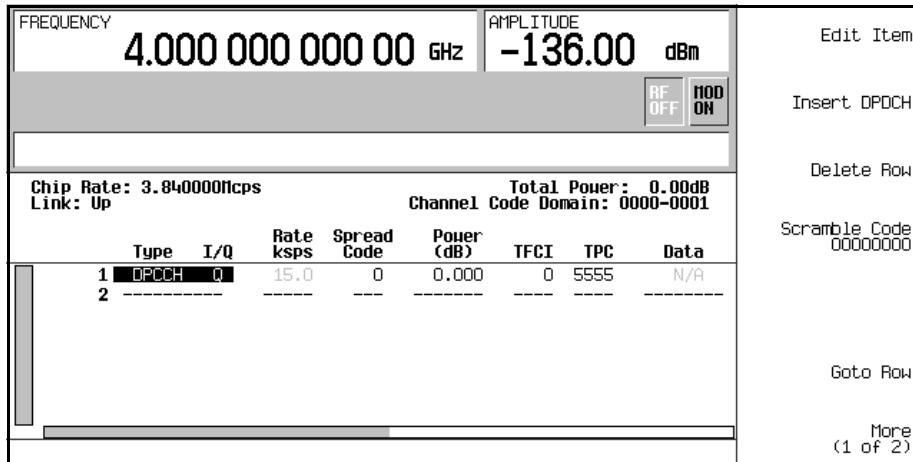 FREQUENCY AMPLITUDE
4.000 000 000 00 GHz -136.00 dBm
RF OFF MOD ON
Chip Rate: 3.840000Mcps Total Power: 0.00dB
Link: Up Channel Code Domain: 0000-0001
Type I/Q Rate ksps Spread Code Power (dB) TFCI TPC Data
1 DPCCH Q 15.0 0 0.000 0 5555 N/A
2 ---------- ----- --- ------- ---- ---- --------
Edit Item
Insert DPDCH
Delete Row
Scramble Code
00000000
Goto Row
More
(1 of 2)